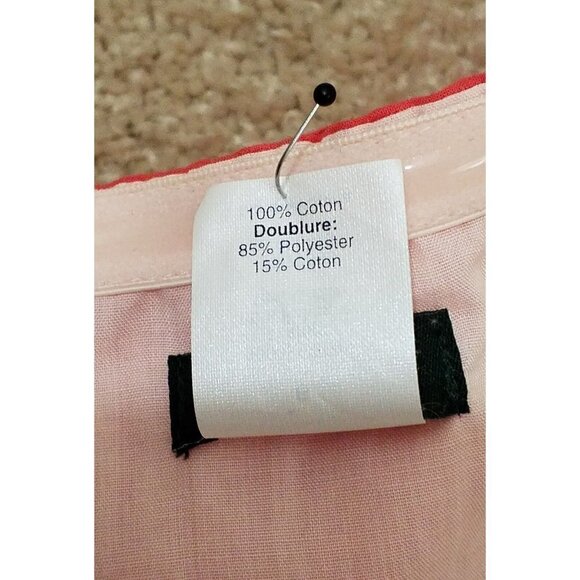 100% Coton
Doublure:
85% Polyester
15% Coton